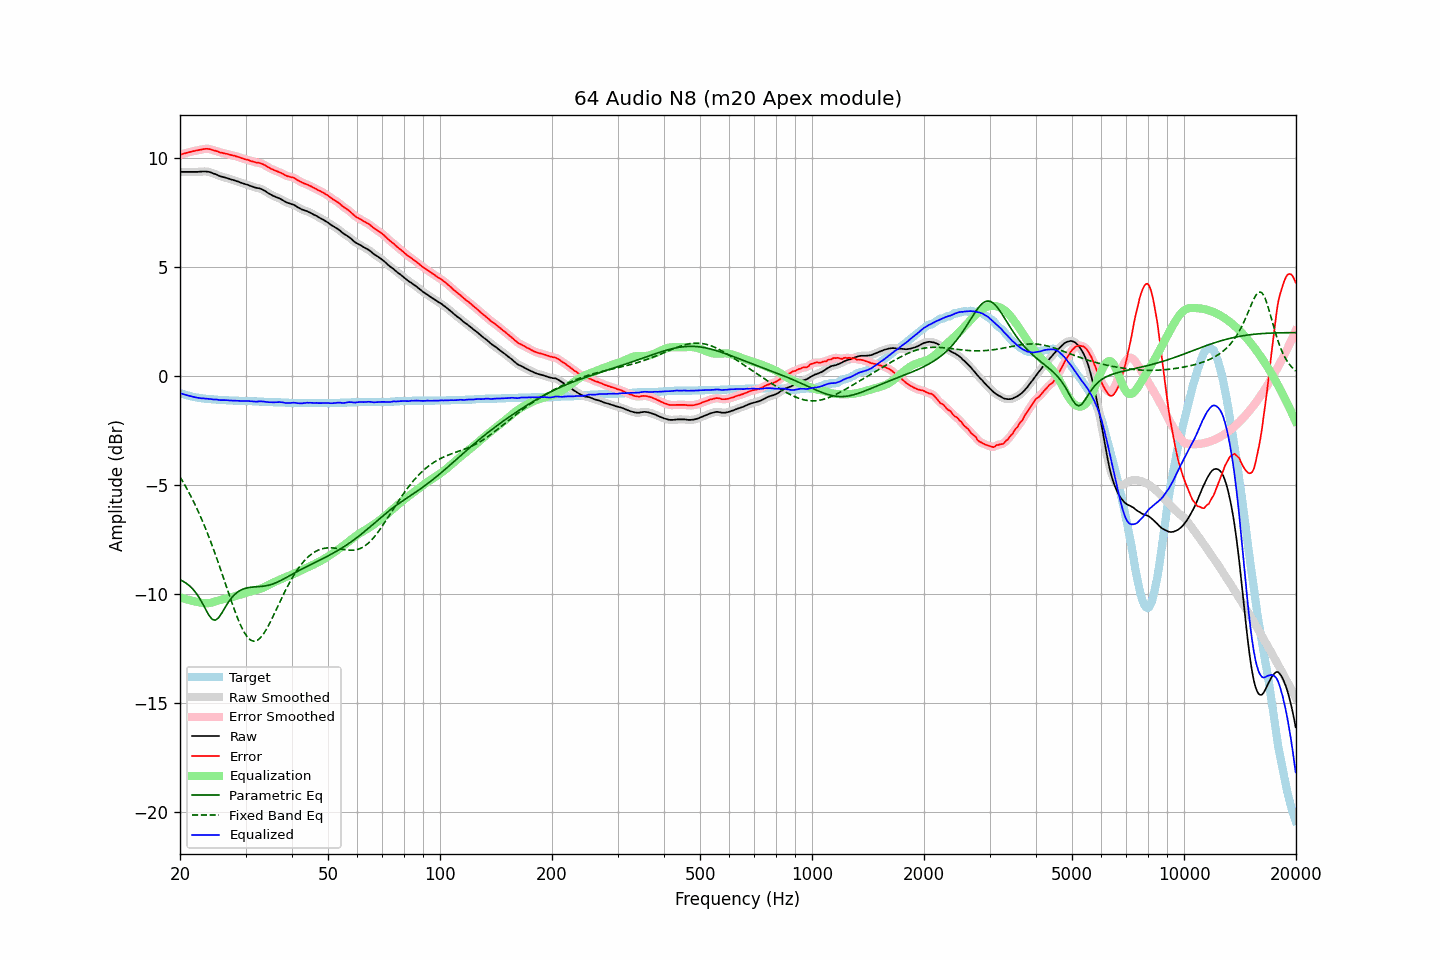 64 Audio N8 (m20 Apex module)
10
5
0
−5
−10
−15
−20
Amplitude (dBr)
Target
Raw Smoothed
Error Smoothed
Raw
Error
Equalization
Parametric Eq
Fixed Band Eq
Equalized
20 50 100 200 500 1000 2000 5000 10000 20000
Frequency (Hz)